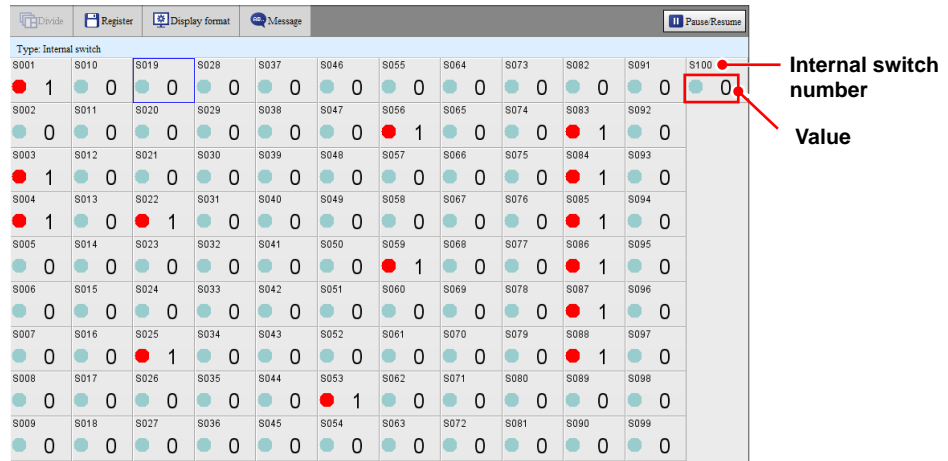 Divide Register Display format Message Pause/Resume
Type: Internal switch
S001 S010 S019 S028 S037 S046 S055 S064 S073 S082 S091 S100 Internal switch
1 0 0 0 0 0 0 0 0 0 0 0 number
S002 S011 S020 S029 S038 S047 S056 S065 S074 S083 S092
0 0 0 0 0 0 1 0 0 1 0 Value
S003 S012 S021 S030 S039 S048 S057 S066 S075 S084 S093
1 0 0 0 0 0 0 0 0 1 0
S004 S013 S022 S031 S040 S049 S058 S067 S076 S085 S094
1 0 1 0 0 0 0 0 0 1 0
S005 S014 S023 S032 S041 S050 S059 S068 S077 S086 S095
0 0 0 0 0 0 1 0 0 1 0
S006 S015 S024 S033 S042 S051 S060 S069 S078 S087 S096
0 0 0 0 0 0 0 0 0 1 0
S007 S016 S025 S034 S043 S052 S061 S070 S079 S088 S097
0 0 1 0 0 0 0 0 0 1 0
S008 S017 S026 S035 S044 S053 S062 S071 S080 S089 S098
0 0 0 0 0 1 0 0 0 0 0
S009 S018 S027 S036 S045 S054 S063 S072 S081 S090 S099
0 0 0 0 0 0 0 0 0 0 0